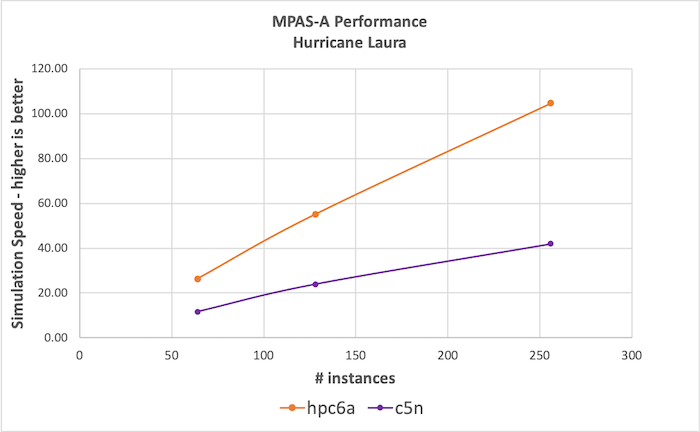 MPAS-A Performance
Hurricane Laura
Simulation Speed - higher is better
120.00
100.00
80.00
60.00
40.00
20.00
0.00
0 50 100 150 200 250 300
# instances
hpc6a c5n